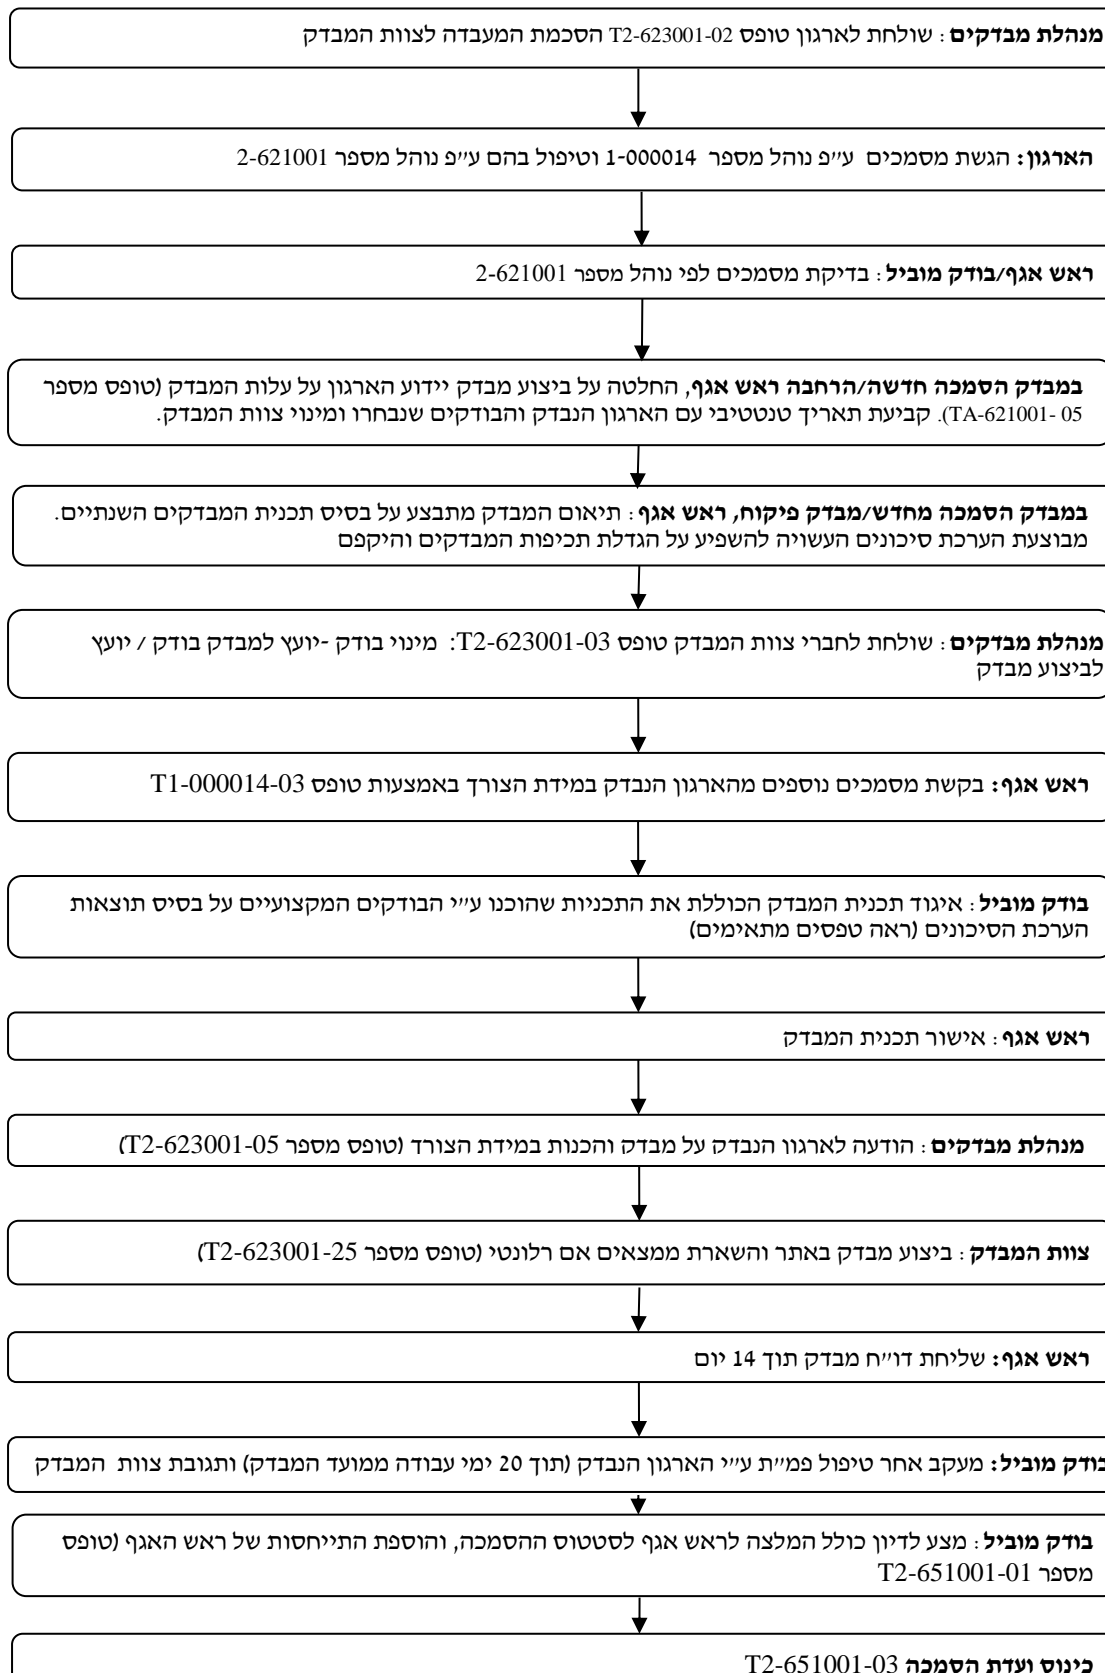 מנהלת מבדקים: שולחת לארגון טופס T2-623001-02 הסכמת המעבדה לצוות המבדק
הארגון: הגשת מסמכים ע״פ נוהל מספר 1-000014 וטיפול בהם ע״פ נוהל מספר 2-621001
ראש אגף/בודק מוביל: בדיקת מסמכים לפי נוהל מספר 2-621001
במבדק הסמכה חדשה/הרחבה ראש אגף, החלטה על ביצוע מבדק יידוע הארגון על עלות המבדק (טופס מספר
TA-621001- 05). קביעת תאריך טנטטיבי עם הארגון הנבדק והבודקים שנבחרו ומינוי צוות המבדק.
במבדק הסמכה מחדש/מבדק פיקוח, ראש אגף: תיאום המבדק מתבצע על בסיס תכנית המבדקים השנתיים.
מבוצעת הערכת סיכונים העשויה להשפיע על הגדלת תכיפות המבדקים והיקפם
מנהלת מבדקים: שולחת לחברי צוות המבדק טופס T2-623001-03: מינוי בודק -יועץ למבדק בודק / יועץ
לביצוע מבדק
ראש אגף: בקשת מסמכים נוספים מהארגון הנבדק במידת הצורך באמצעות טופס T1-000014-03
בודק מוביל: איגוד תכנית המבדק הכוללת את התכניות שהוכנו ע״י הבודקים המקצועיים על בסיס תוצאות
הערכת הסיכונים (ראה טפסים מתאימים)
ראש אגף: אישור תכנית המבדק
מנהלת מבדקים: הודעה לארגון הנבדק על מבדק והכנות במידת הצורך (טופס מספר T2-623001-05)
צוות המבדק: ביצוע מבדק באתר והשארת ממצאים אם רלונטי (טופס מספר T2-623001-25)
ראש אגף: שליחת דו״ח מבדק תוך 14 יום
בודק מוביל: מעקב אחר טיפול פמ״ת ע״י הארגון הנבדק (תוך 20 ימי עבודה ממועד המבדק) ותגובת צוות המבדק
בודק מוביל: מצע לדיון כולל המלצה לראש אגף לסטטוס ההסמכה, והוספת התייחסות של ראש האגף (טופס
מספר T2-651001-01
כינוס ועדת הסמכה T2-651001-03